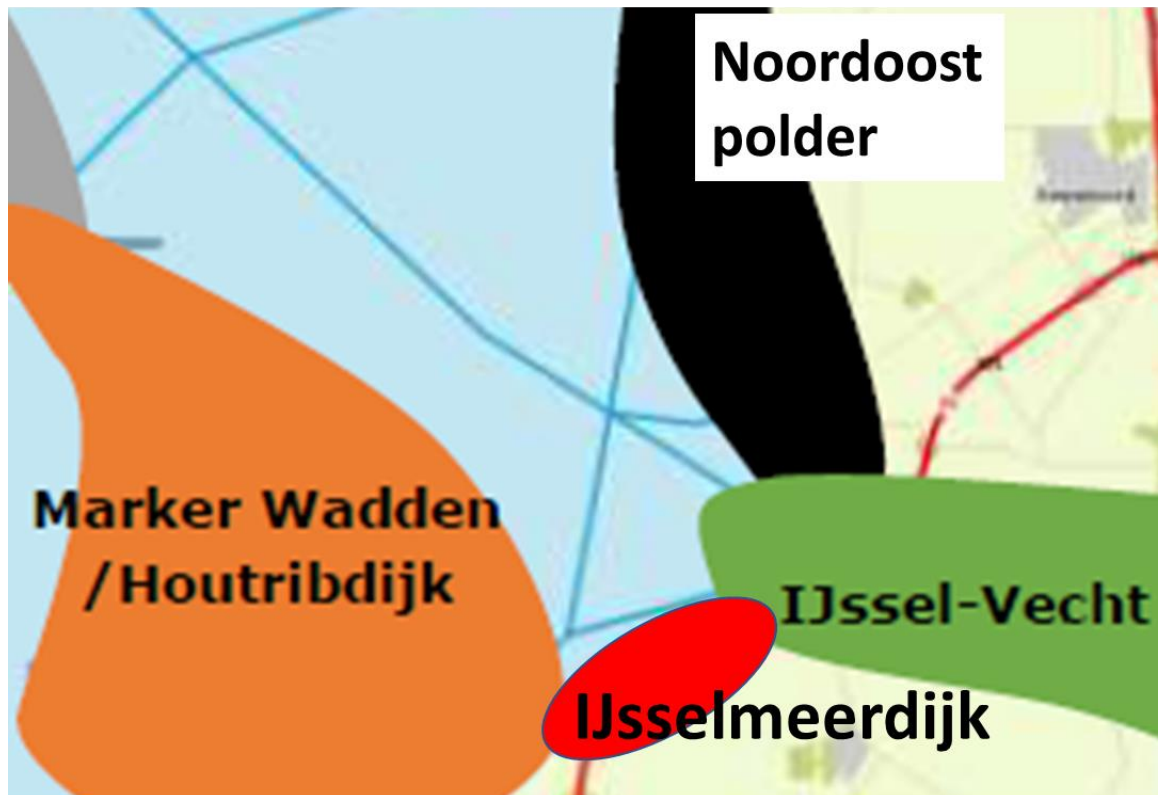 Noordoost
polder
Marker Wadden
/Houtribdijk
IJssel-Vecht
IJsselmeerdijk